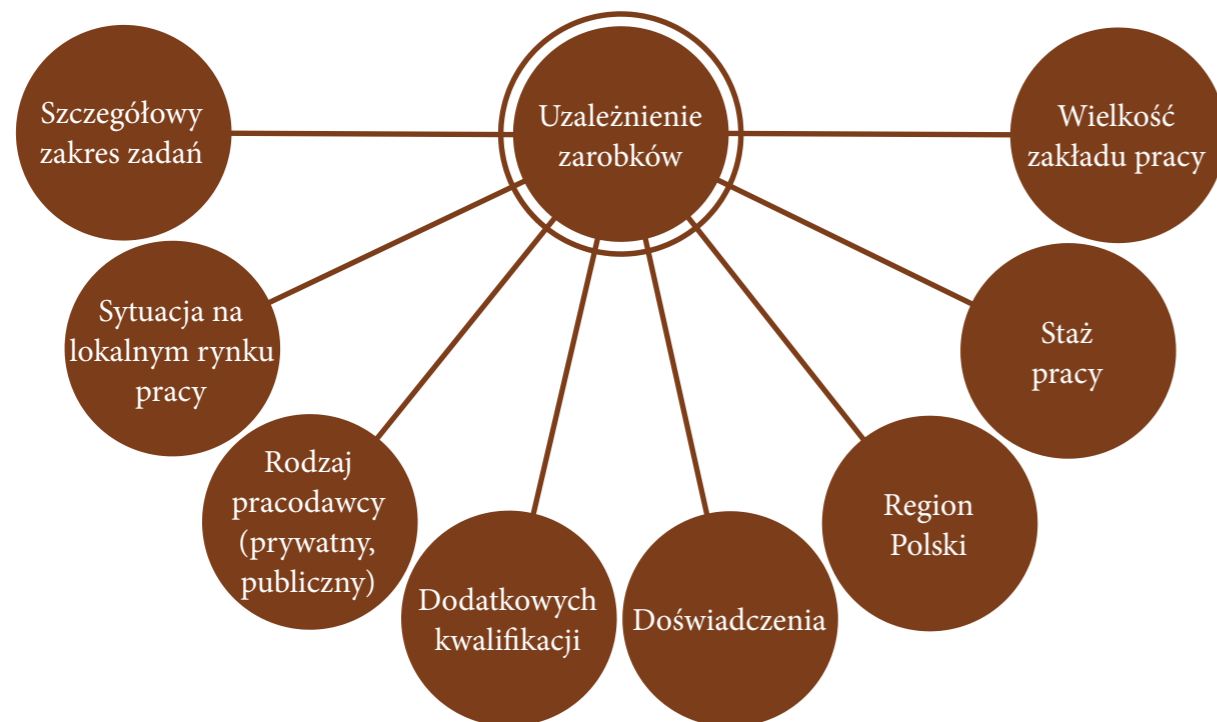 Uzależnienie
zarobków
Szczegółowy
zakres zadań
Sytuacja na
lokalnym rynku
pracy
Rodzaj
pracodawcy
(prywatny,
publiczny)
Dodatkowych
kwalifikacji
Doświadczenia
Region
Polski
Staż
pracy
Wielkość
zakładu pracy